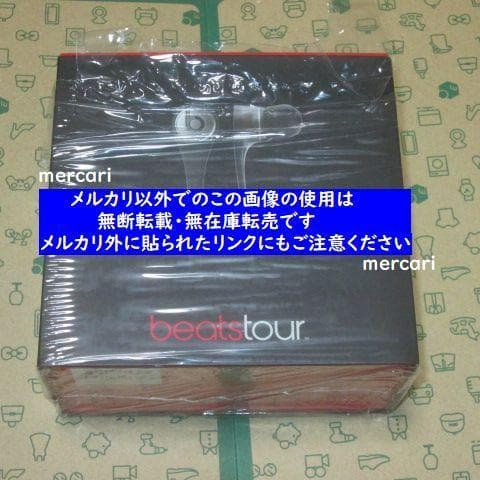 mercari
メルカリ以外でのこの画像の使用は
無断転載・無在庫転売です
メルカリ外に貼られたリンクにもご注意ください
mercari
beatstour